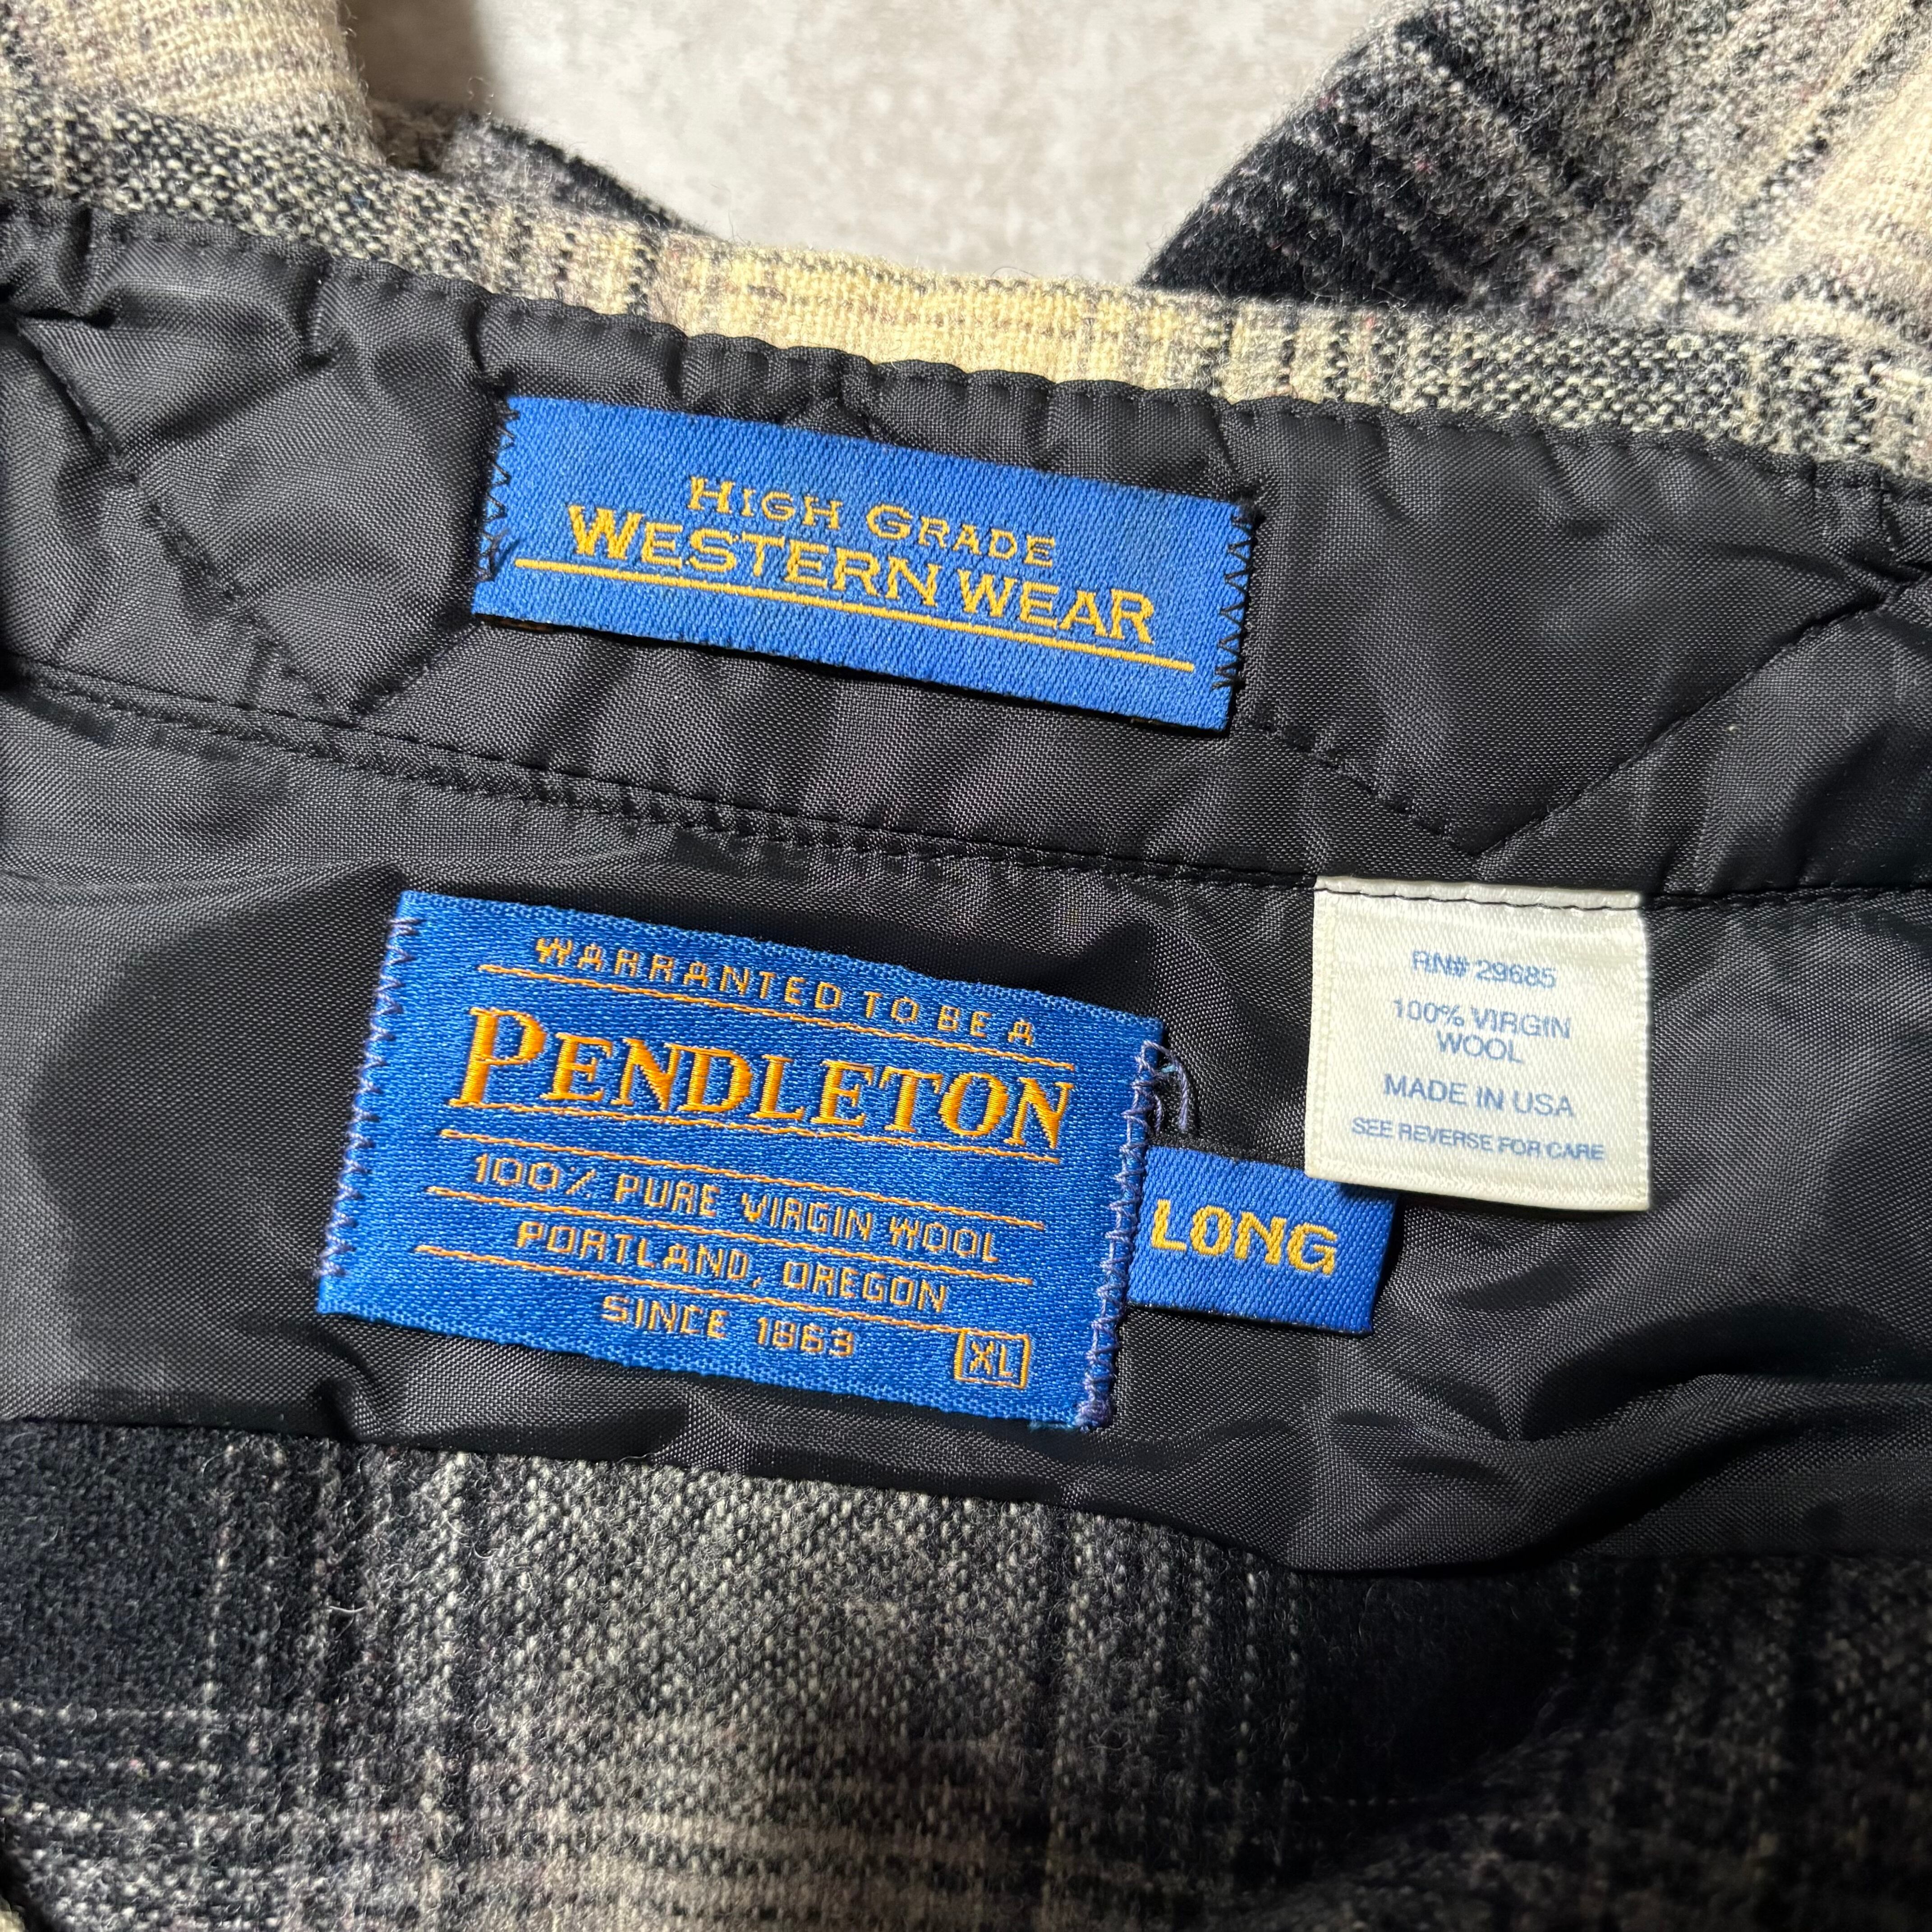 HIGH GRADE
WESTERN WEAR
WARRANTED TO BE A
PENDLETON
100% PURE VIRGIN WOOL
PORTLAND, OREGON
SINCE 1863
XL
LONG
RN# 29685
100% VIRGIN
WOOL
MADE IN USA
SEE REVERSE FOR CARE